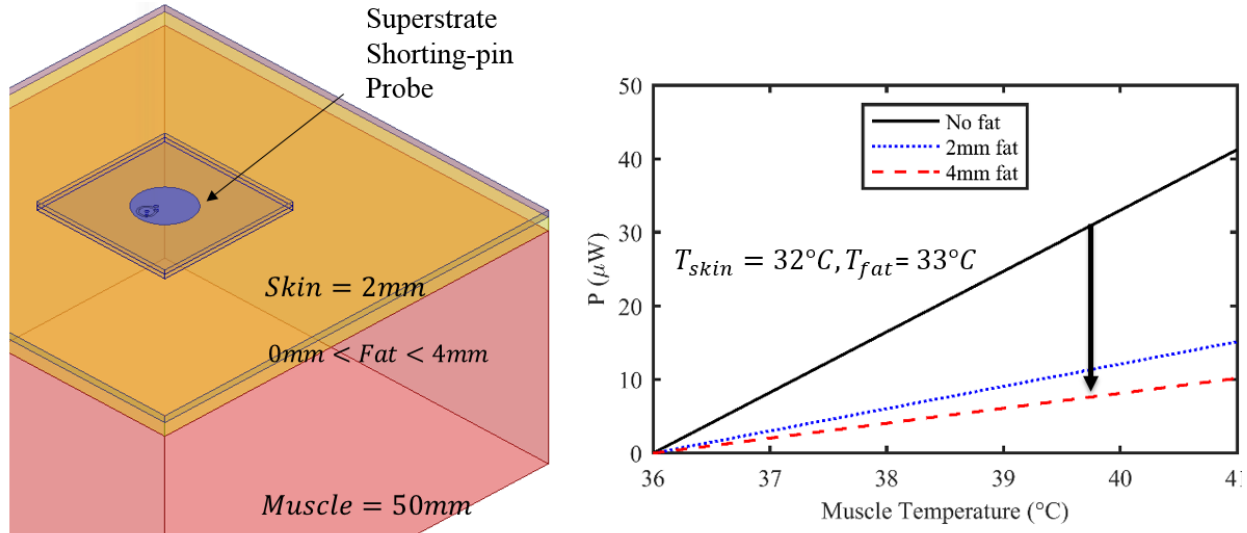 Superstrate
Shorting-pin
Probe
Skin = 2mm
0mm < Fat < 4mm
Muscle = 50mm
50
40
30
20
10
0
P (μW)
No fat
2mm fat
4mm fat
T_skin = 32°C, T_fat = 33°C
36
37
38
39
40
41
Muscle Temperature (°C)